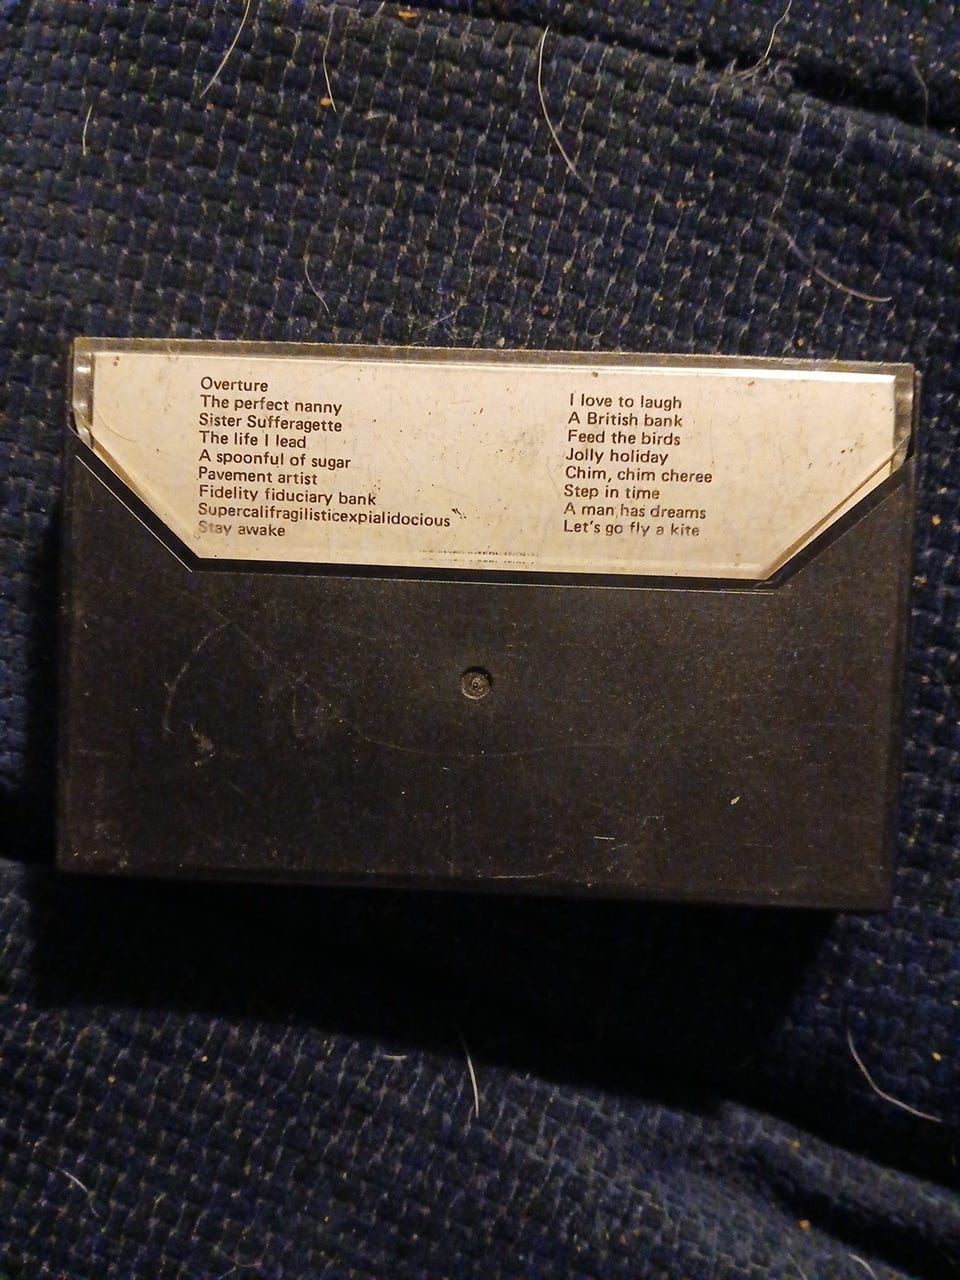 Overture
The perfect nanny
Sister Sufferagette
The life I lead
A spoonful of sugar
Pavement artist
Fidelity fiduciary bank
Supercalifragilisticexpialidocious
Stay awake
I love to laugh
A British bank
Feed the birds
Jolly holiday
Chim, chim cheree
Step in time
A man has dreams
Let's go fly a kite